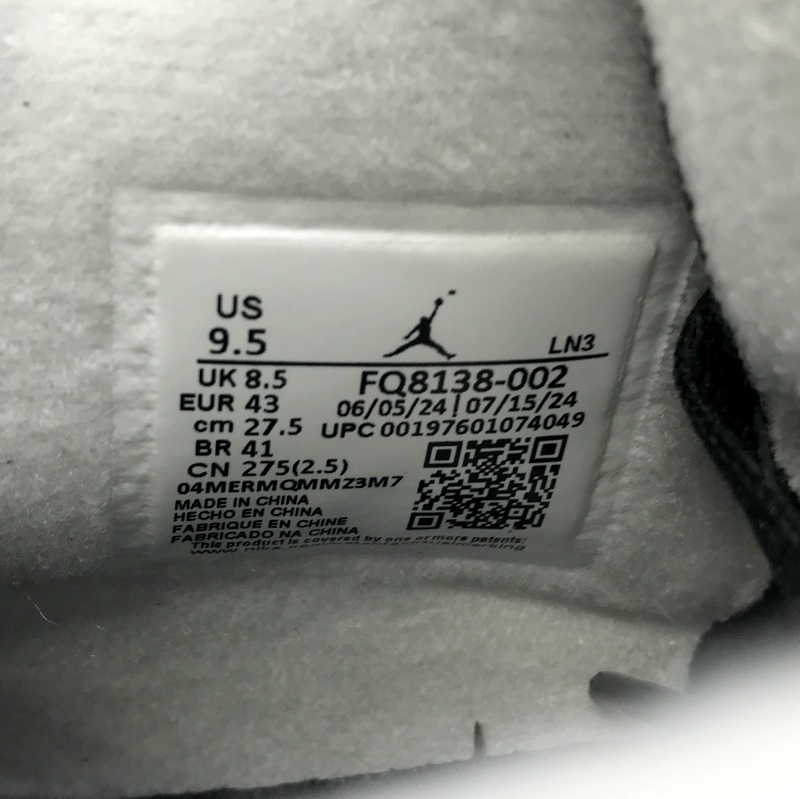 US
9.5
LN3
UK 8.5
EUR 43
cm 27.5
BR 41
CN 275(2.5)
FQ8138-002
06/05/24|07/15/24
UPC 00197601074049
04MERMQMMZ3M7
MADE IN CHINA
HECHO EN CHINA
FABRIQUE EN CHINE
FABRICADO NA CHINA
This product is covered by one or more patents: